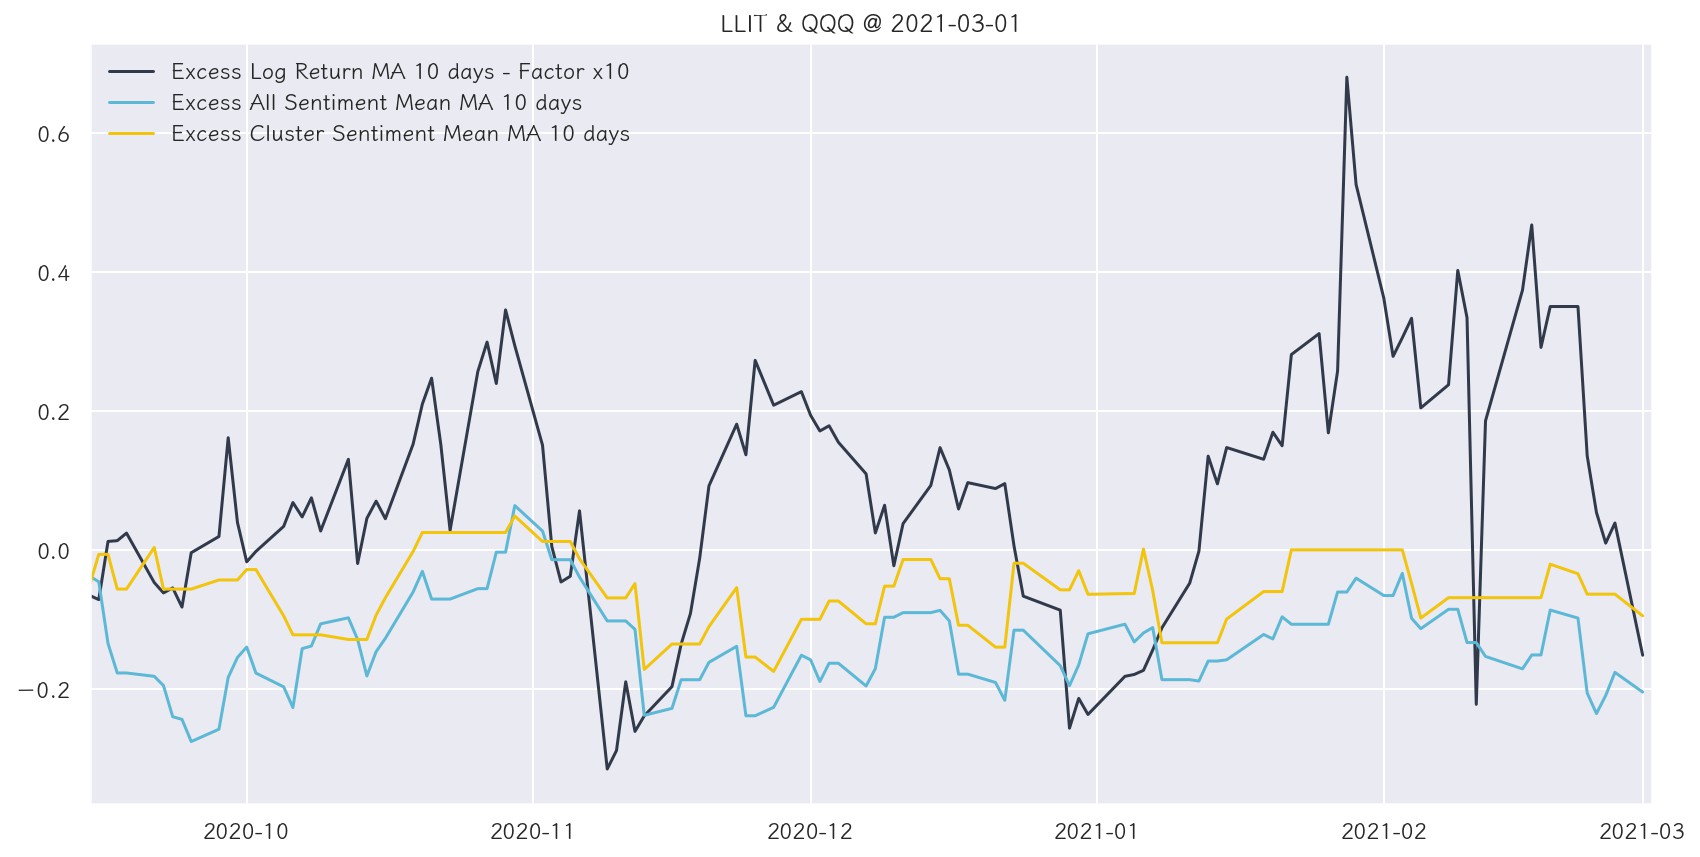 LLIT & QQQ @ 2021-03-01
Excess Log Return MA 10 days - Factor x10
Excess All Sentiment Mean MA 10 days
Excess Cluster Sentiment Mean MA 10 days
0.6
0.4
0.2
0.0
−0.2
2020-10 2020-11 2020-12 2021-01 2021-02 2021-03